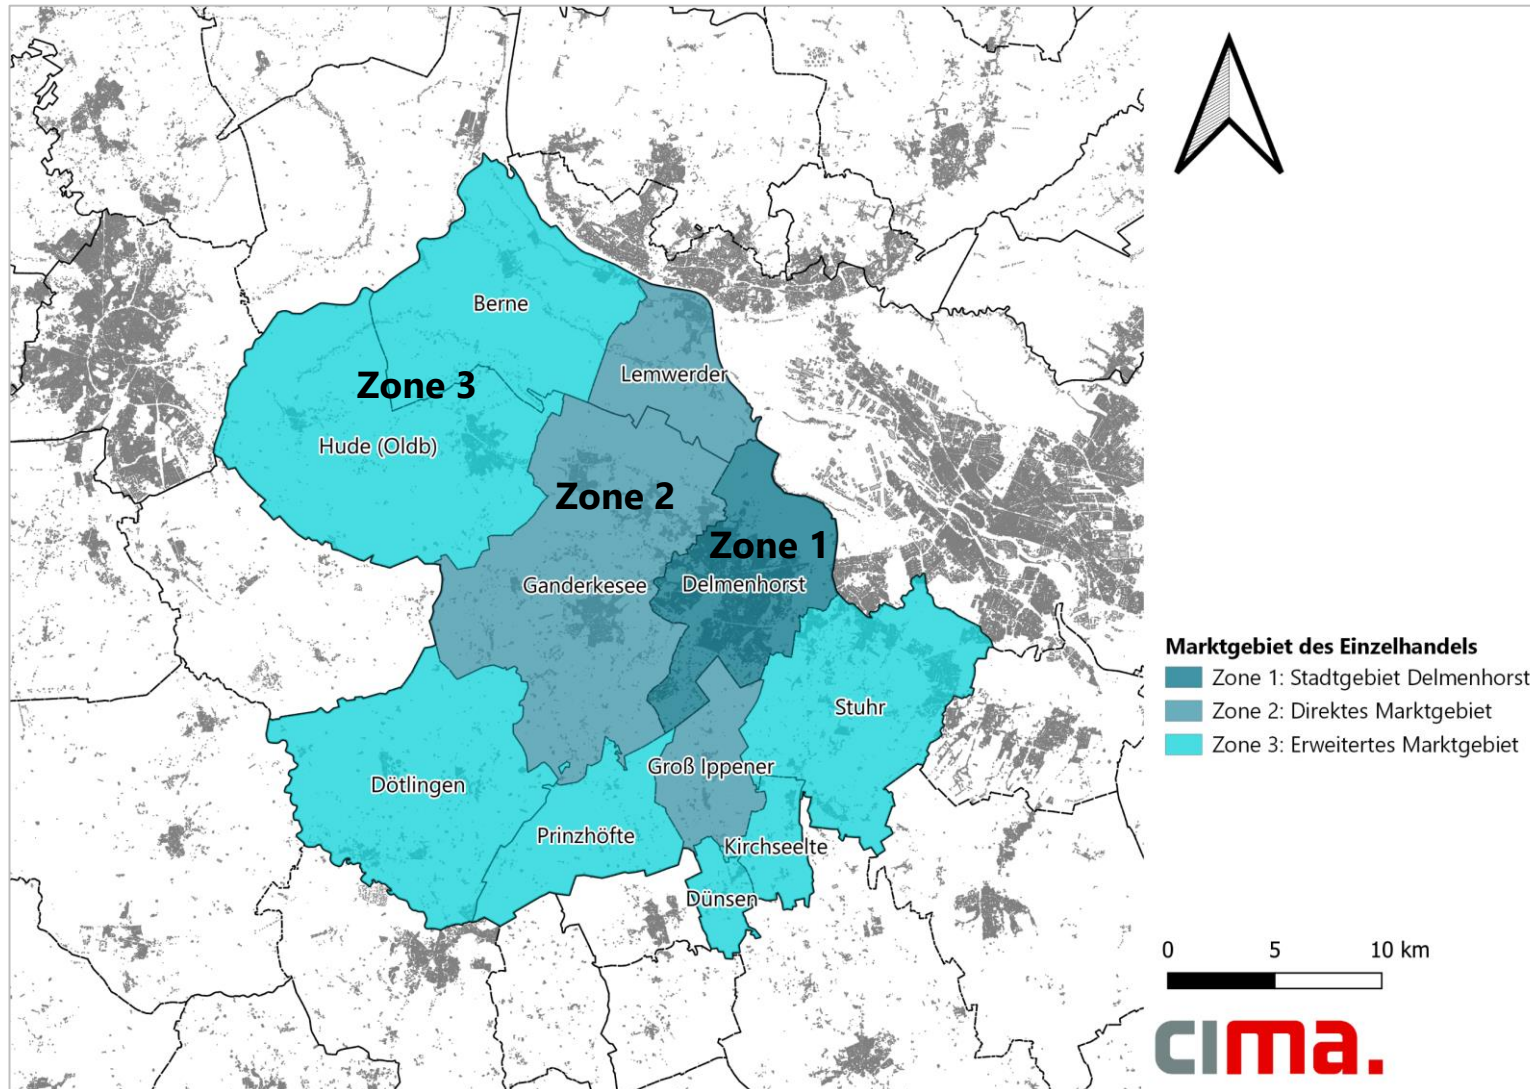 Berne
Lemwerder
Zone 3
Hude (Oldb)
Zone 2
Zone 1
Ganderkesee
Delmenhorst
Stuhr
Groß Ippener
Dötlingen
Prinzhöfte
Kirchseelte
Dünsen
Marktgebiet des Einzelhandels
Zone 1: Stadtgebiet Delmenhorst
Zone 2: Direktes Marktgebiet
Zone 3: Erweitertes Marktgebiet
0 5 10 km
cima.